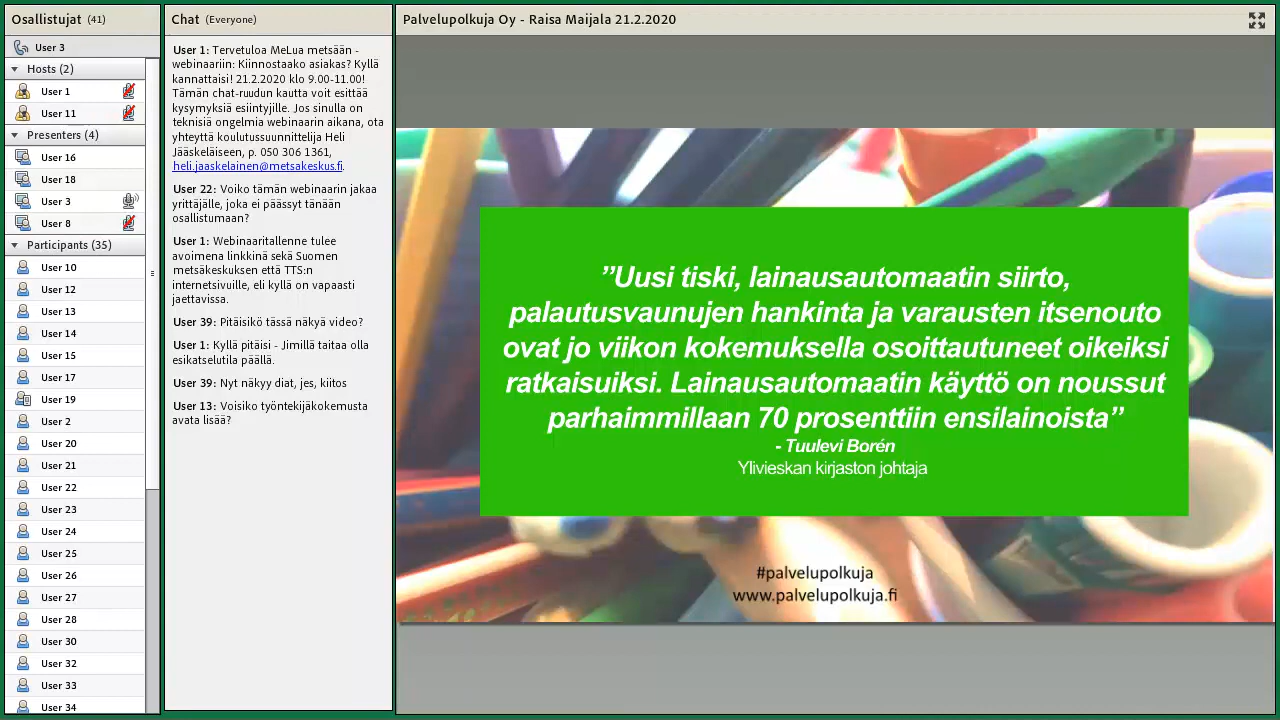 Osallistujat (41)
User 3
Hosts (2)
User 1
User 11
Presenters (4)
User 16
User 18
User 3
User 8
Participants (35)
User 10
User 12
User 13
User 14
User 15
User 17
User 19
User 2
User 20
User 21
User 22
User 23
User 24
User 25
User 26
User 27
User 28
User 30
User 32
User 33
User 34
Chat (Everyone)
User 1: Tervetuloa MeLua metsään -
webinaariin: Kiinnostaako asiakas? Kyllä
kannattaisi! 21.2.2020 klo 9.00-11.00!
Tämän chat-ruudun kautta voit esittää
kysymyksiä esiintyjille. Jos sinulla on
teknisiä ongelmia webinaarin aikana, ota
yhteyttä koulutussuunnittelija Heli
Jääskeläiseen, p. 050 306 1361,
heli.jaaskelainen@metsakeskus.fi.
User 22: Voiko tämän webinaarin jakaa
yrittäjälle, joka ei päässyt tänään
osallistumaan?
User 1: Webinaaritallenne tulee
avoimena linkkinä sekä Suomen
metsäkeskuksen että TTS:n
internetsivuille, eli kyllä on vapaasti
jaettavissa.
User 39: Pitäisikö tässä näkyä video?
User 1: Kyllä pitäisi - Jimillä taitaa olla
esikatselutila päällä.
User 39: Nyt näkyy diat, jes, kiitos
User 13: Voisiko työntekijäkokemusta
avata lisää?
Palvelupolkuja Oy - Raisa Maijala 21.2.2020
”Uusi tiski, lainausautomaatin siirto,
palautusvaunujen hankinta ja varausten itsenouto
ovat jo viikon kokemuksella osoittautuneet oikeiksi
ratkaisuiksi. Lainausautomaatin käyttö on noussut
parhaimmillaan 70 prosenttiin ensilainoista”
- Tuulevi Borén
Ylivieskan kirjaston johtaja
#palvelupolkuja
www.palvelupolkuja.fi